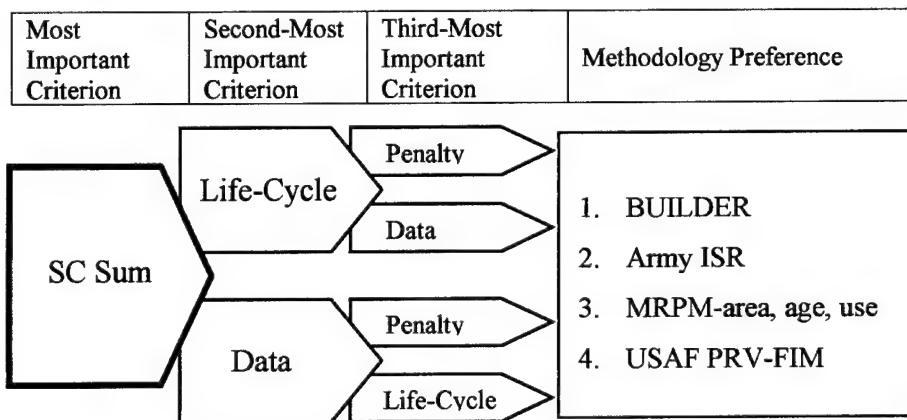 Most
Important
Criterion
Second-Most
Important
Criterion
Third-Most
Important
Criterion
Methodology Preference
SC Sum
Life-Cycle
Penalty
Data
Data
Penalty
Life-Cycle
1. BUILDER
2. Army ISR
3. MRPM-area, age, use
4. USAF PRV-FIM